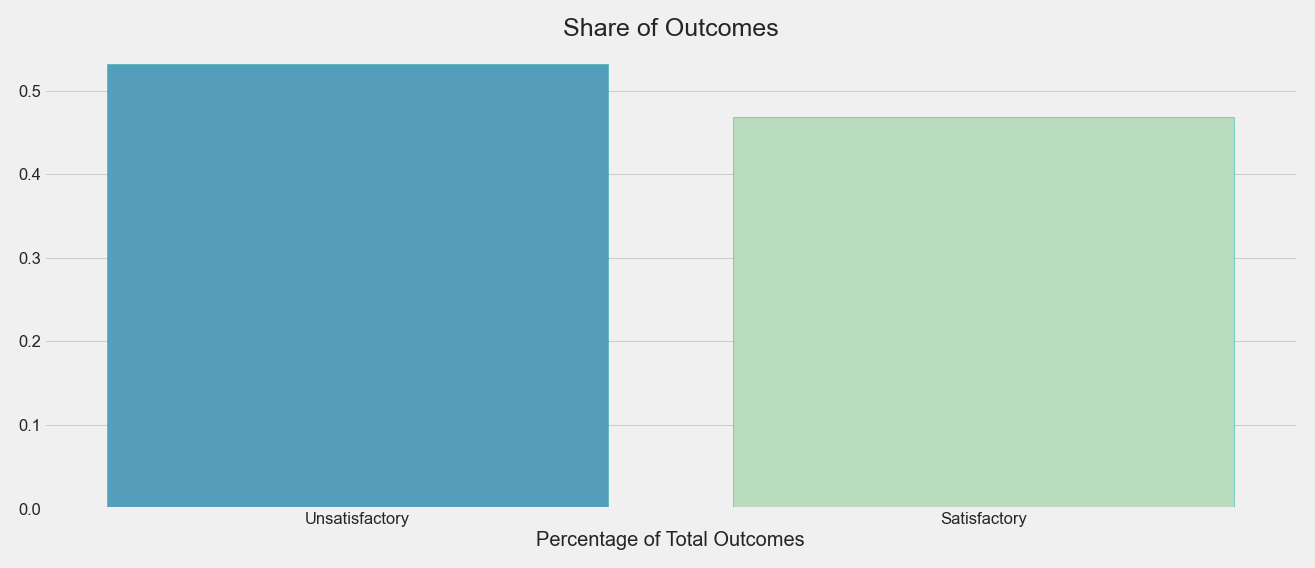 Share of Outcomes
0.5
0.4
0.3
0.2
0.1
0.0
Unsatisfactory
Satisfactory
Percentage of Total Outcomes